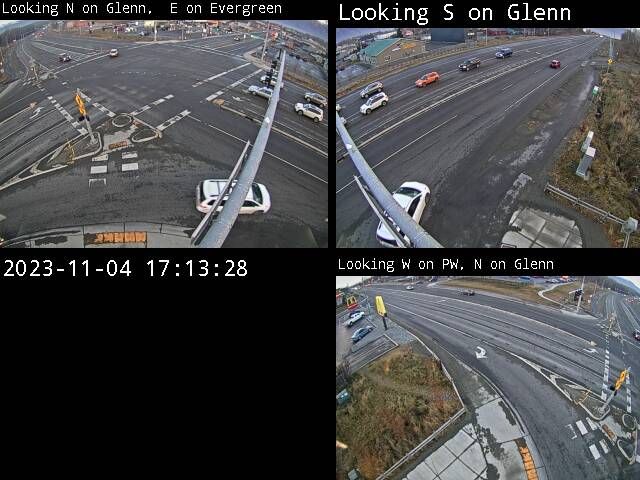 Looking N on Glenn,  E on Evergreen
Looking S on Glenn
2023-11-04 17:13:28
Looking W on PW, N on Glenn